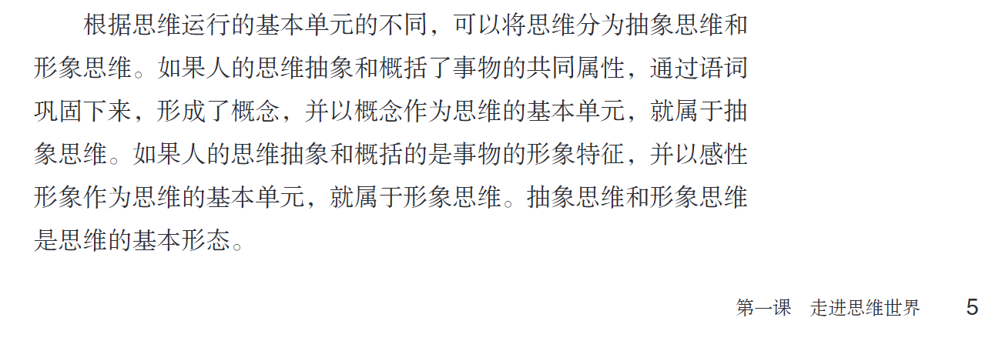 根据思维运行的基本单元的不同，可以将思维分为抽象思维和
形象思维。如果人的思维抽象和概括了事物的共同属性，通过语词
巩固下来，形成了概念，并以概念作为思维的基本单元，就属于抽
象思维。如果人的思维抽象和概括的是事物的形象特征，并以感性
形象作为思维的基本单元，就属于形象思维。抽象思维和形象思维
是思维的基本形态。
第一课　走进思维世界　5